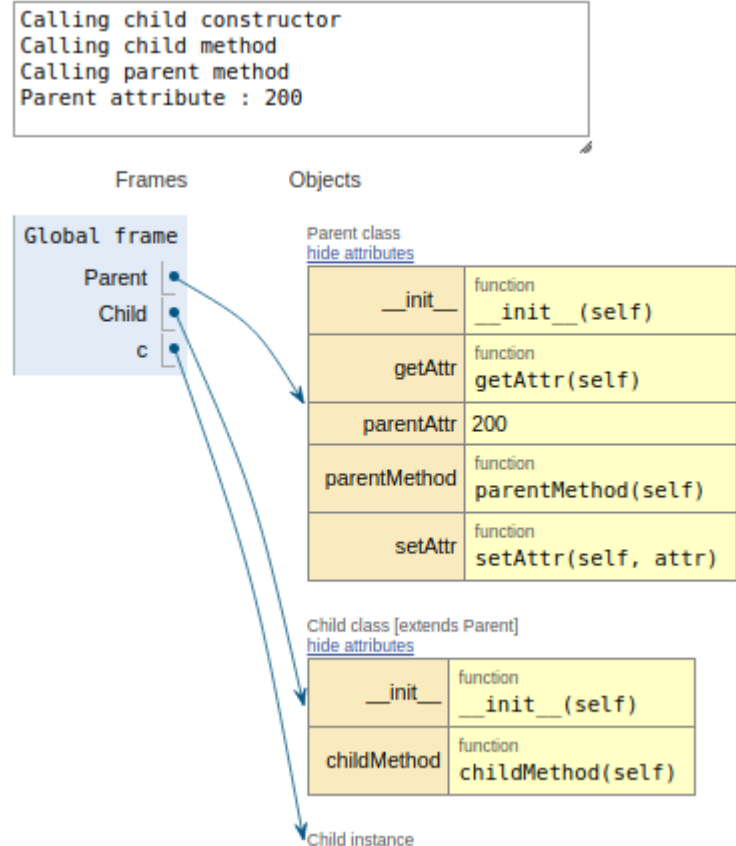 Calling child constructor
Calling child method
Calling parent method
Parent attribute : 200
Frames Objects
Global frame
Parent
Child
c
Parent class
hide attributes
__init__ function __init__(self)
getAttr function getAttr(self)
parentAttr 200
parentMethod function parentMethod(self)
setAttr function setAttr(self, attr)
Child class [extends Parent]
hide attributes
__init__ function __init__(self)
childMethod function childMethod(self)
Child instance